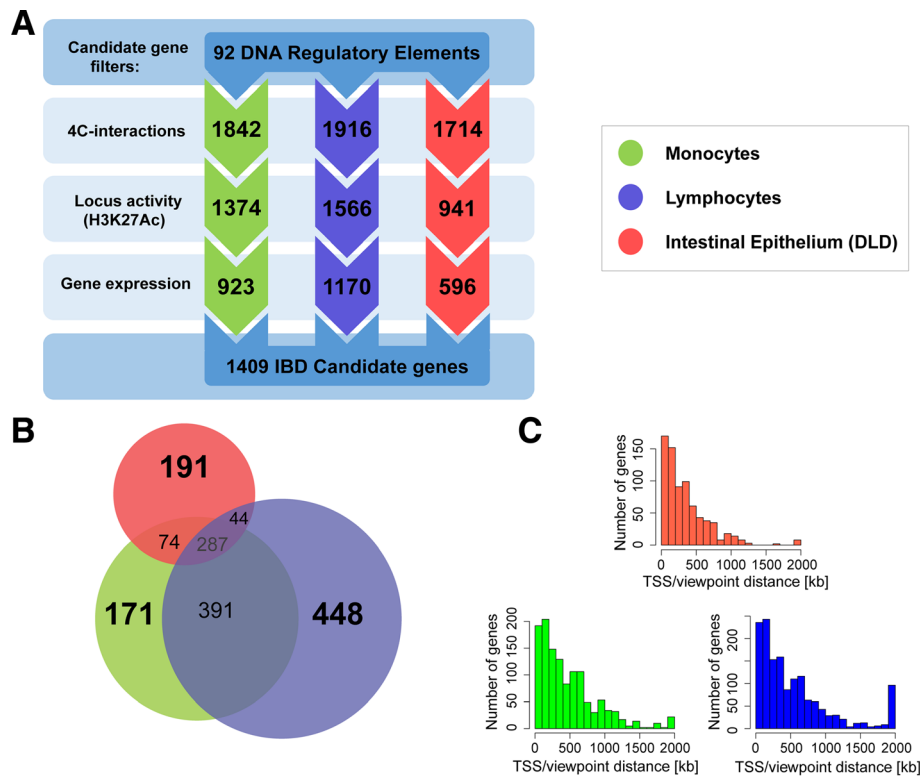 A
Candidate gene
filters:
92 DNA Regulatory Elements
4C-interactions
1842
1916
1714
Locus activity
(H3K27Ac)
1374
1566
941
Gene expression
923
1170
596
1409 IBD Candidate genes
Monocytes
Lymphocytes
Intestinal Epithelium (DLD)
B
191
44
74
287
171
391
448
C
Number of genes
0
50
100
150
0
500
1000
1500
2000
TSS/viewpoint distance [kb]
Number of genes
0
50
100
150
200
0
500
1000
1500
2000
TSS/viewpoint distance [kb]
Number of genes
0
50
100
200
0
500
1000
1500
2000
TSS/viewpoint distance [kb]